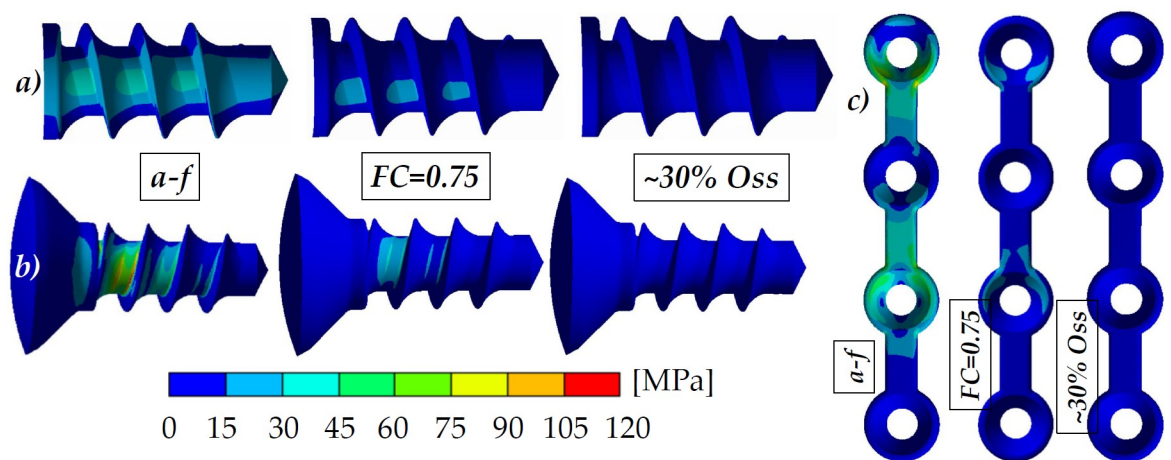 a)
a-f
FC=0.75
~30% Oss
b)
[MPa]
0 15 30 45 60 75 90 105 120
c)
a-f
FC=0.75
~30% Oss